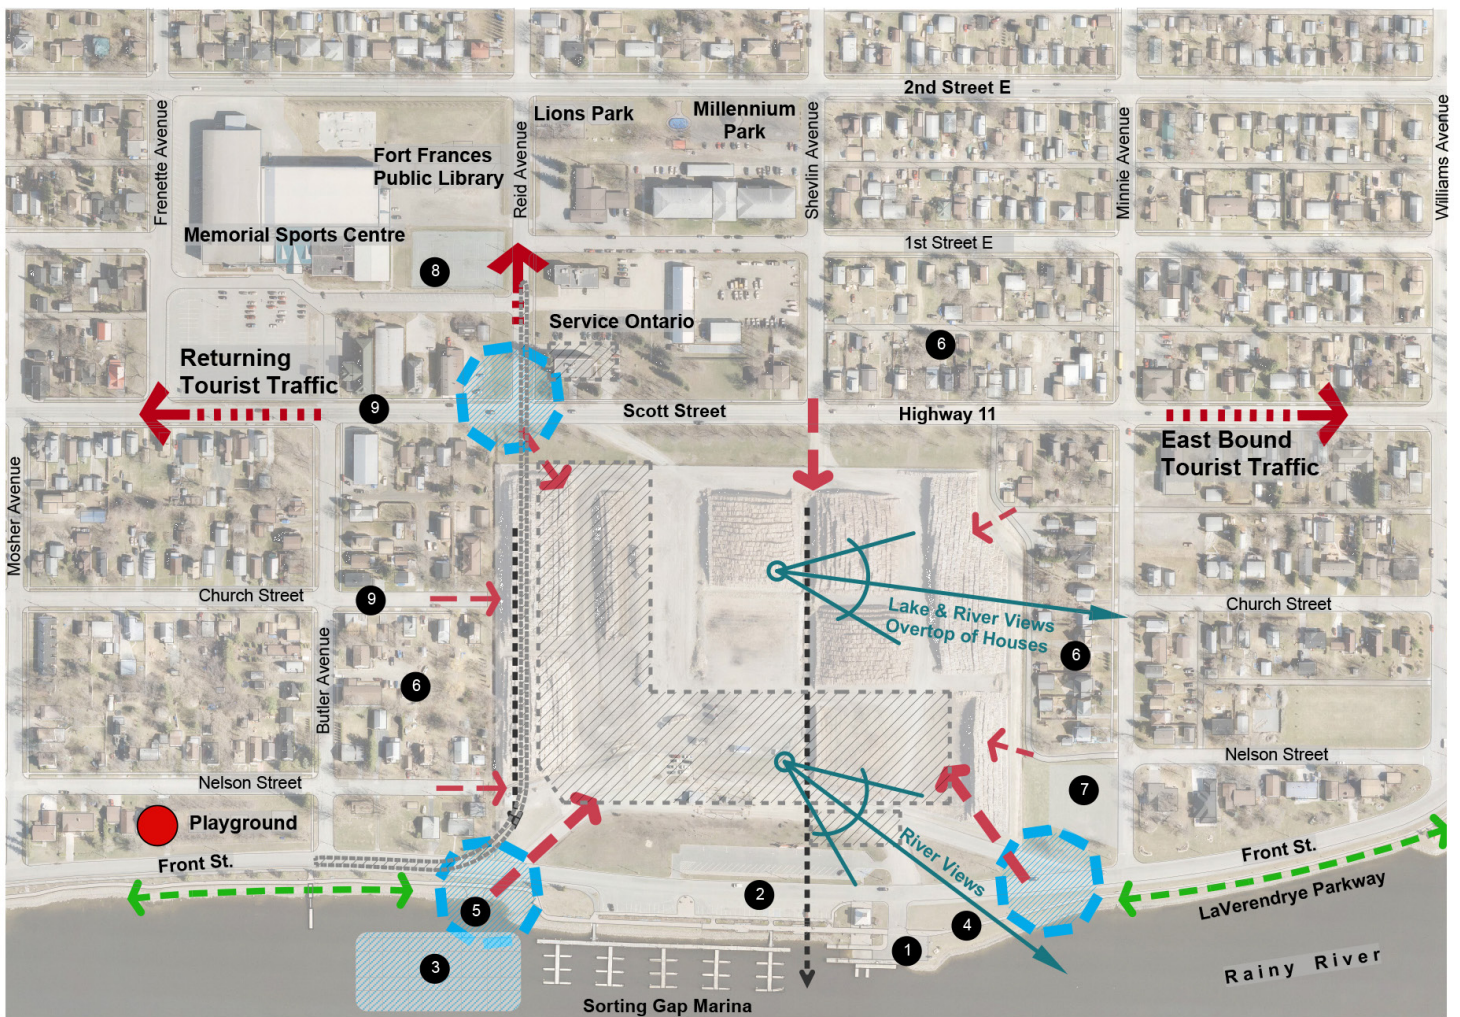 2nd Street E
Lions Park
Millennium
Park
Frenette Avenue
Reid Avenue
Shevlin Avenue
Minnie Avenue
Williams Avenue
Fort Frances
Public Library
Memorial Sports Centre
1st Street E
8
Service Ontario
6
Returning
Tourist Traffic
9
Scott Street
Highway 11
East Bound
Tourist Traffic
Mosher Avenue
Church Street
9
Lake & River Views
Overtop of Houses
Church Street
6
6
Butler Avenue
Nelson Street
Nelson Street
7
Playground
Front St.
Front St.
River Views
LaVerendrye Parkway
5
2
4
1
3
Rainy River
Sorting Gap Marina